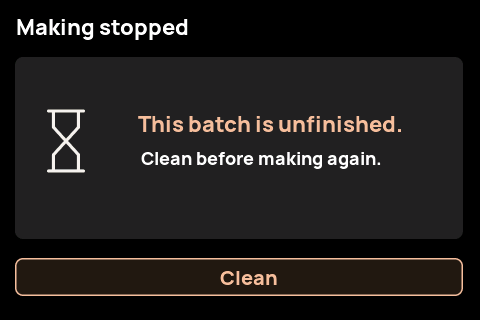 Making stopped
This batch is unfinished.
Clean before making again.
Clean